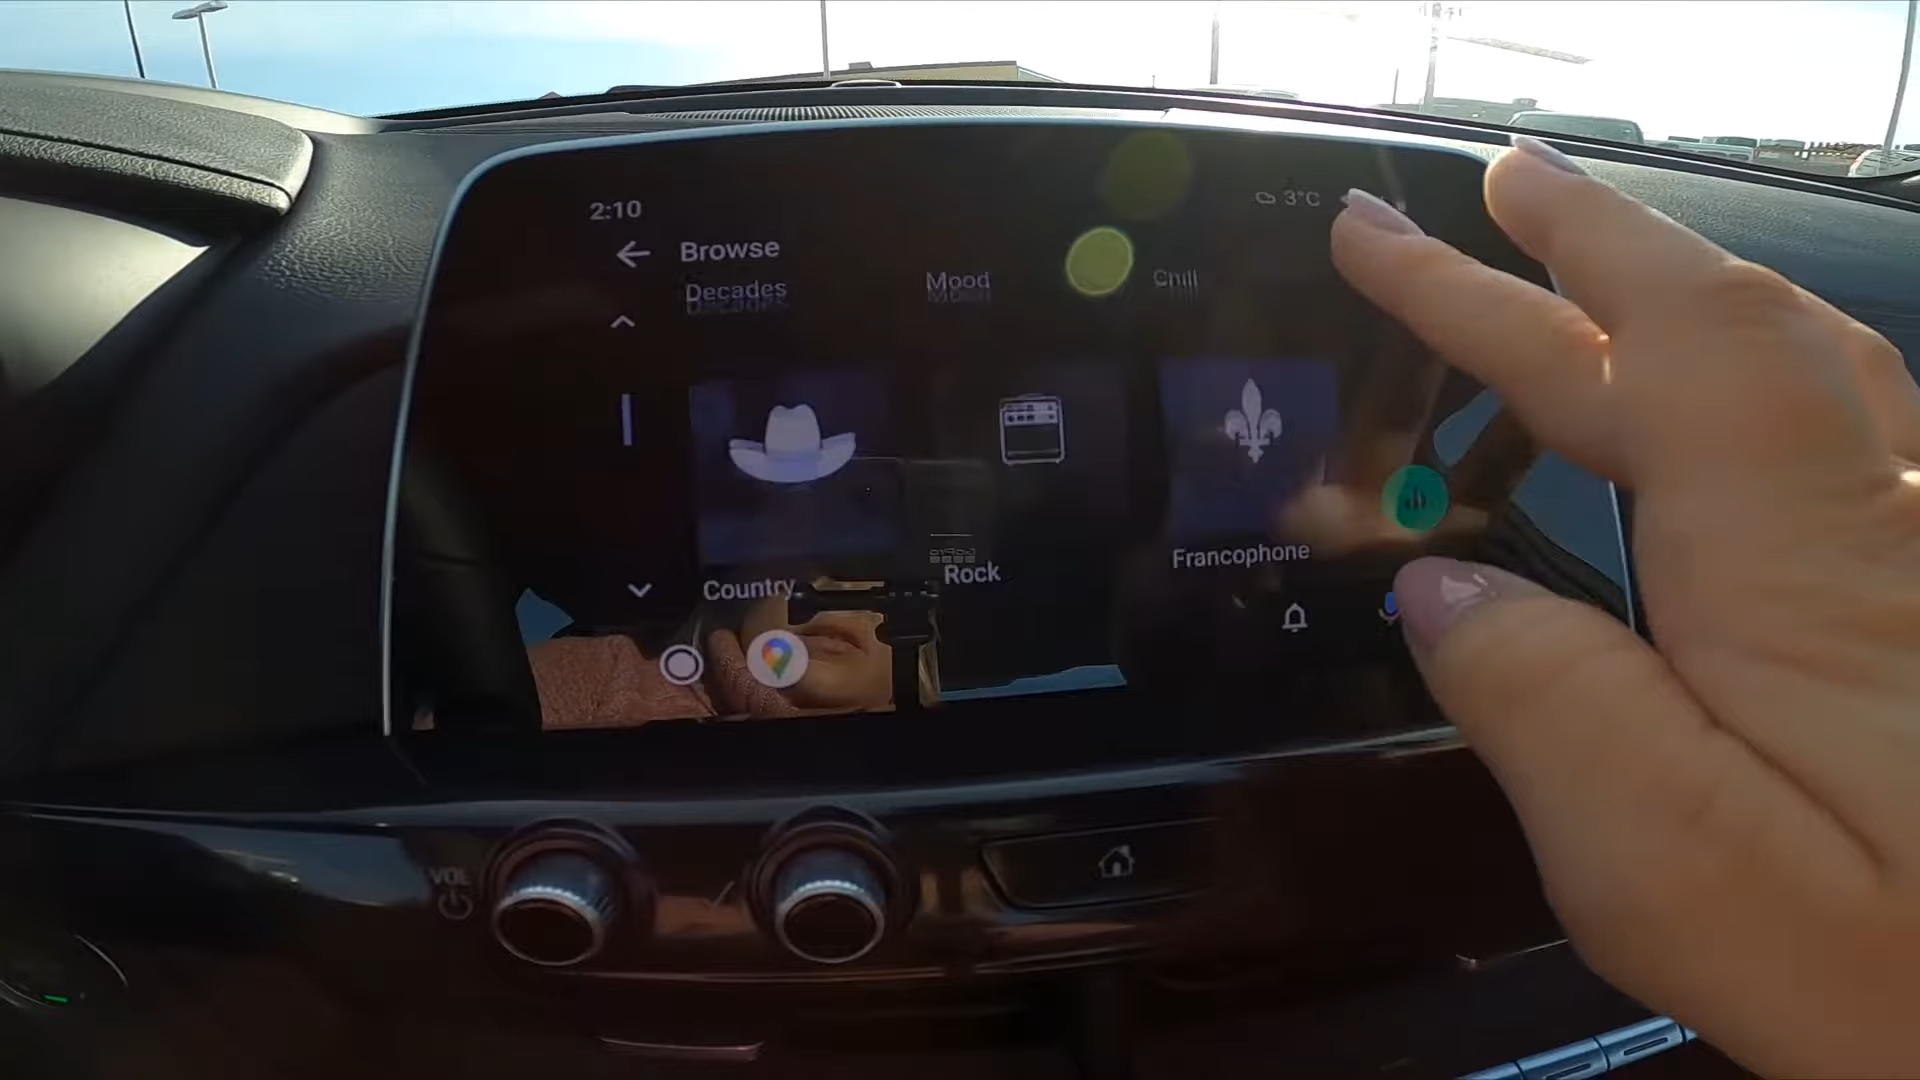 2:10
3°C
Browse
Decades
Mood
Chill
Country
Rock
Francophone
VOL